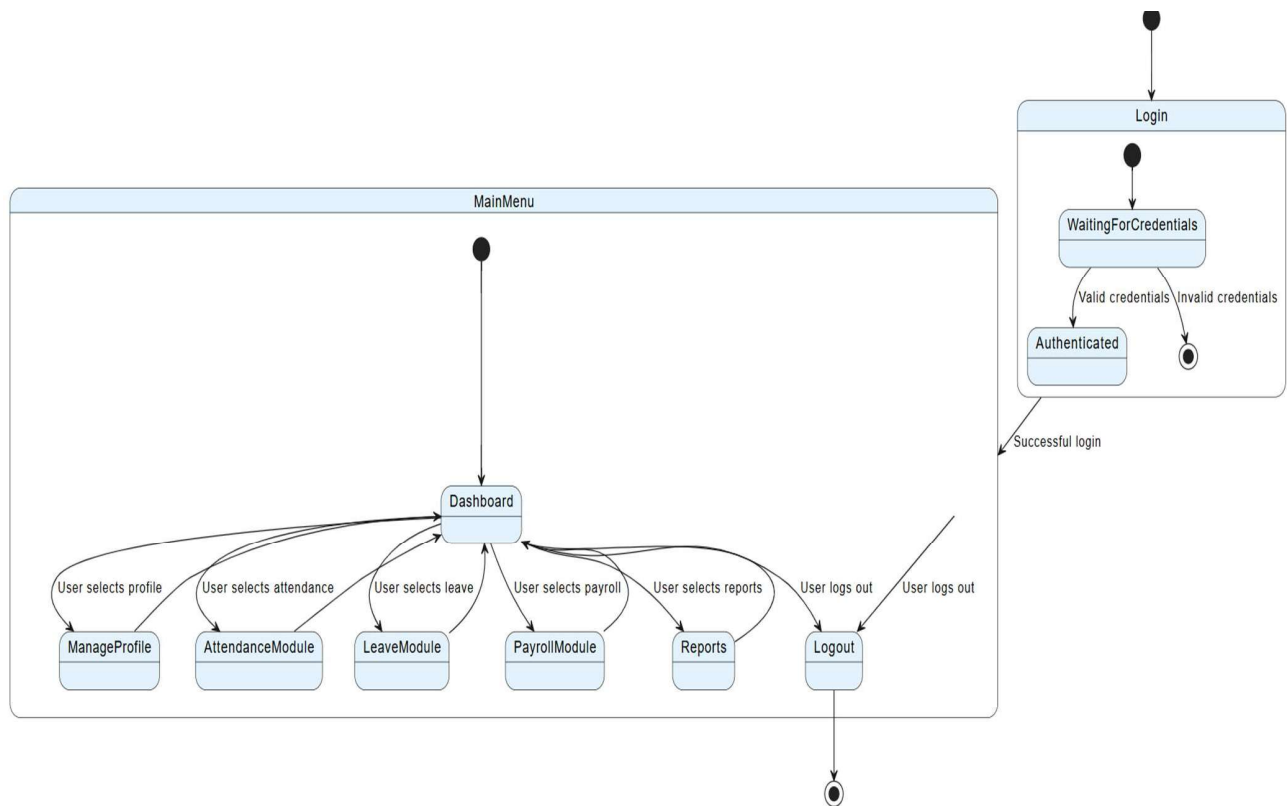 Login
MainMenu
WaitingForCredentials
Valid credentials
Invalid credentials
Authenticated
Successful login
Dashboard
User selects profile
User selects attendance
User selects leave
User selects payroll
User selects reports
User logs out
User logs out
ManageProfile
AttendanceModule
LeaveModule
PayrollModule
Reports
Logout